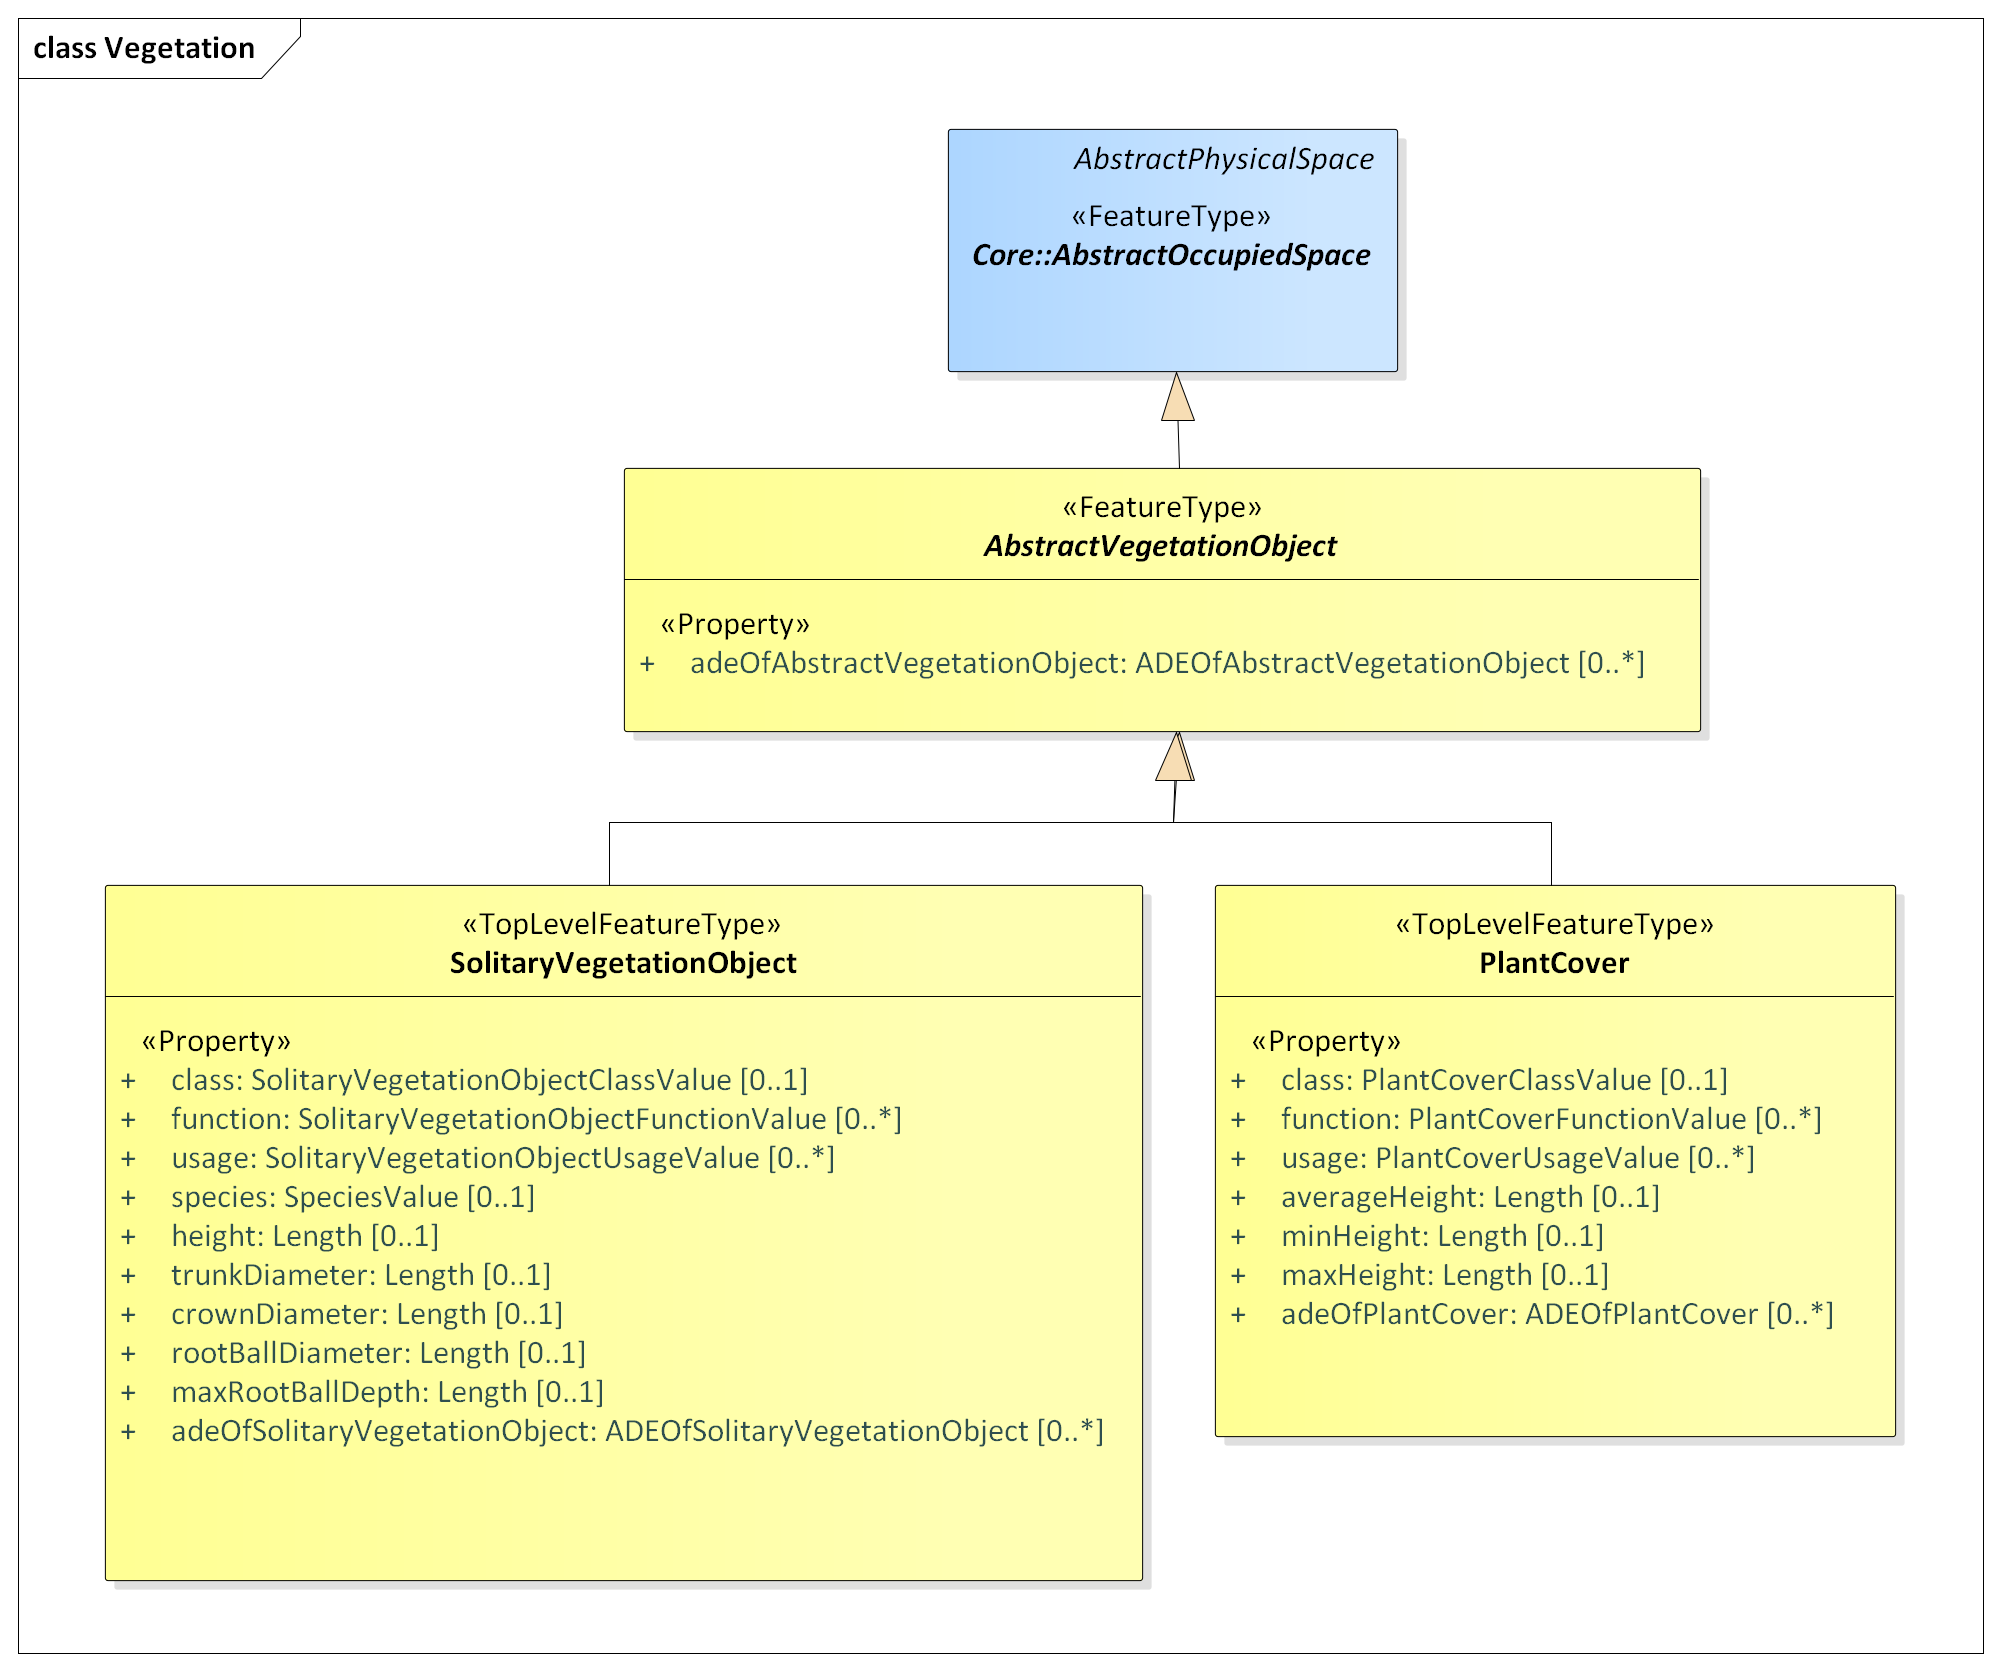 class Vegetation
AbstractPhysicalSpace
«FeatureType»
Core::AbstractOccupiedSpace
«FeatureType»
AbstractVegetationObject
«Property»
+ adeOfAbstractVegetationObject: ADEOfAbstractVegetationObject [0..*]
«TopLevelFeatureType»
SolitaryVegetationObject
«Property»
+ class: SolitaryVegetationObjectClassValue [0..1]
+ function: SolitaryVegetationObjectFunctionValue [0..*]
+ usage: SolitaryVegetationObjectUsageValue [0..*]
+ species: SpeciesValue [0..1]
+ height: Length [0..1]
+ trunkDiameter: Length [0..1]
+ crownDiameter: Length [0..1]
+ rootBallDiameter: Length [0..1]
+ maxRootBallDepth: Length [0..1]
+ adeOfSolitaryVegetationObject: ADEOfSolitaryVegetationObject [0..*]
«TopLevelFeatureType»
PlantCover
«Property»
+ class: PlantCoverClassValue [0..1]
+ function: PlantCoverFunctionValue [0..*]
+ usage: PlantCoverUsageValue [0..*]
+ averageHeight: Length [0..1]
+ minHeight: Length [0..1]
+ maxHeight: Length [0..1]
+ adeOfPlantCover: ADEOfPlantCover [0..*]